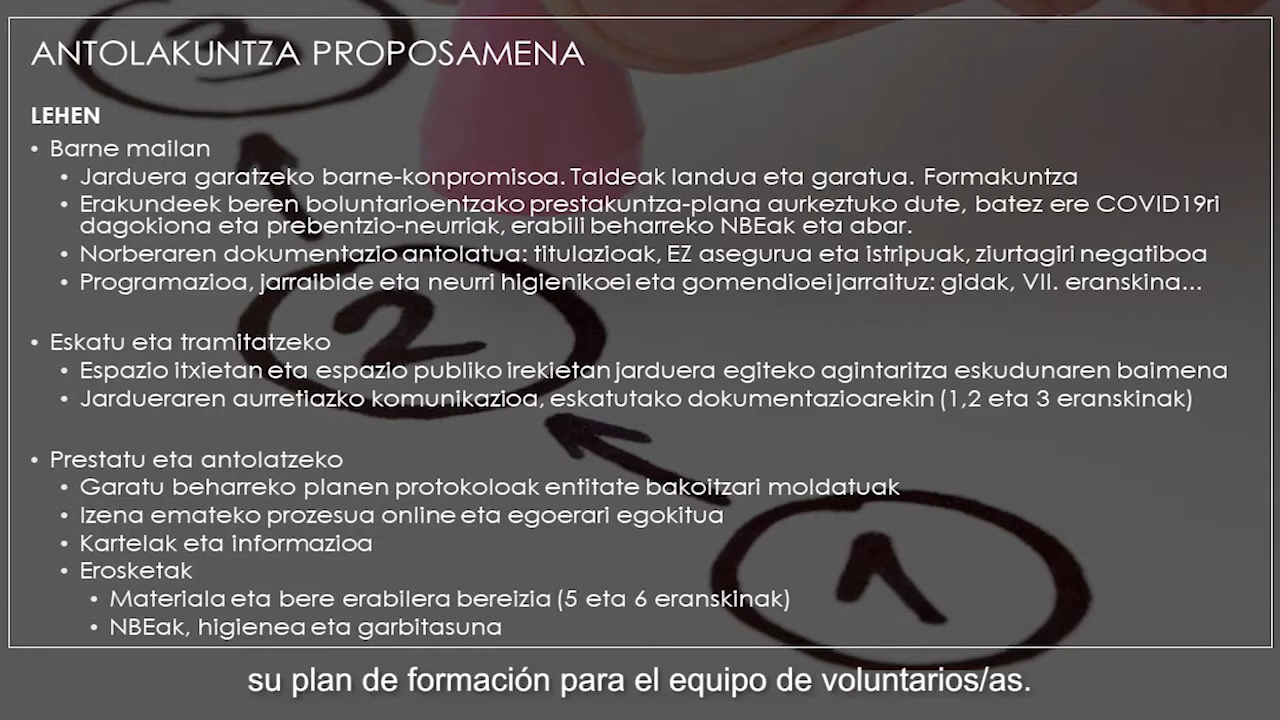 ANTOLAKUNTZA PROPOSAMENA
LEHEN
• Barne mailan
• Jarduera garatzeko barne-konpromisoa. Taldeak landua eta garatua. Formakuntza
• Erakundeek beren boluntarioentzako prestakuntza-plana aurkeztuko dute, batez ere COVID19ri
dagokiona eta prebentzio-neurriak, erabili beharreko NBEak eta abar.
• Norberaren dokumentazio antolatua: titulazioak, EZ asegurua eta istripuak, ziurtagiri negatiboa
• Programazioa, jarraibide eta neurri higienikoei eta gomendioei jarraituz: gidak, VII. eranskina...
• Eskatu eta tramitatzeko
• Espazio itxietan eta espazio publiko irekietan jarduera egiteko agintaritza eskudunaren baimena
• Jardueraren aurretiazko komunikazioa, eskatutako dokumentazioarekin (1,2 eta 3 eranskinak)
• Prestatu eta antolatzeko
• Garatu beharreko planen protokoloak entitate bakoitzari moldatuak
• Izena emateko prozesua online eta egoerari egokitua
• Kartelak eta informazioa
• Erosketak
• Materiala eta bere erabilera bereizia (5 eta 6 eranskinak)
• NBEak, higienea eta garbitasuna
3
2
1
su plan de formación para el equipo de voluntarios/as.